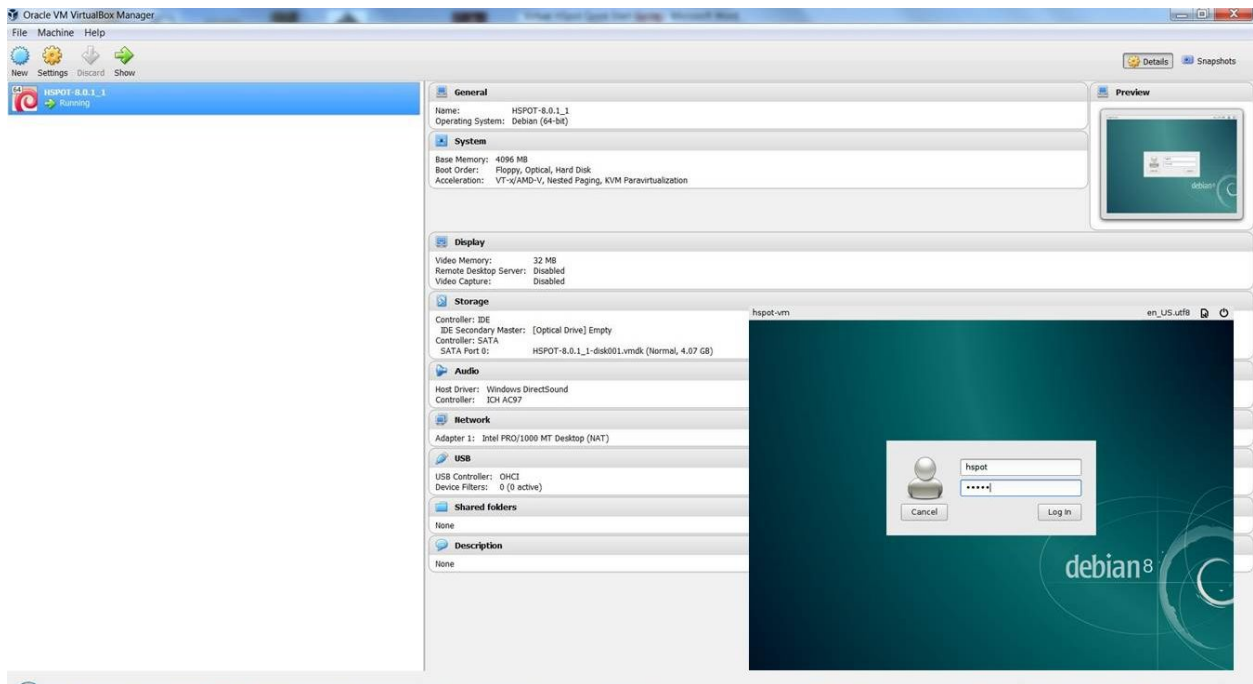 Oracle VM VirtualBox Manager
File Machine Help
New Settings Discard Show
Details Snapshots
64
HSPOT-8.0.1_1
Running
General
Name: HSPOT-8.0.1_1
Operating System: Debian (64-bit)
System
Base Memory: 4096 MB
Boot Order: Floppy, Optical, Hard Disk
Acceleration: VT-x/AMD-V, Nested Paging, KVM Paravirtualization
Preview
debian
Display
Video Memory: 32 MB
Remote Desktop Server: Disabled
Video Capture: Disabled
Storage
Controller: IDE
IDE Secondary Master: [Optical Drive] Empty
Controller: SATA
SATA Port 0: HSPOT-8.0.1_1-disk001.vmdk (Normal, 4.07 GB)
Audio
Host Driver: Windows DirectSound
Controller: ICH AC97
Network
Adapter 1: Intel PRO/1000 MT Desktop (NAT)
USB
USB Controller: OHCI
Device Filters: 0 (0 active)
Shared folders
None
Description
None
hspot-vm en_US.utf8
hspot
•••••
Cancel Log In
debian 8